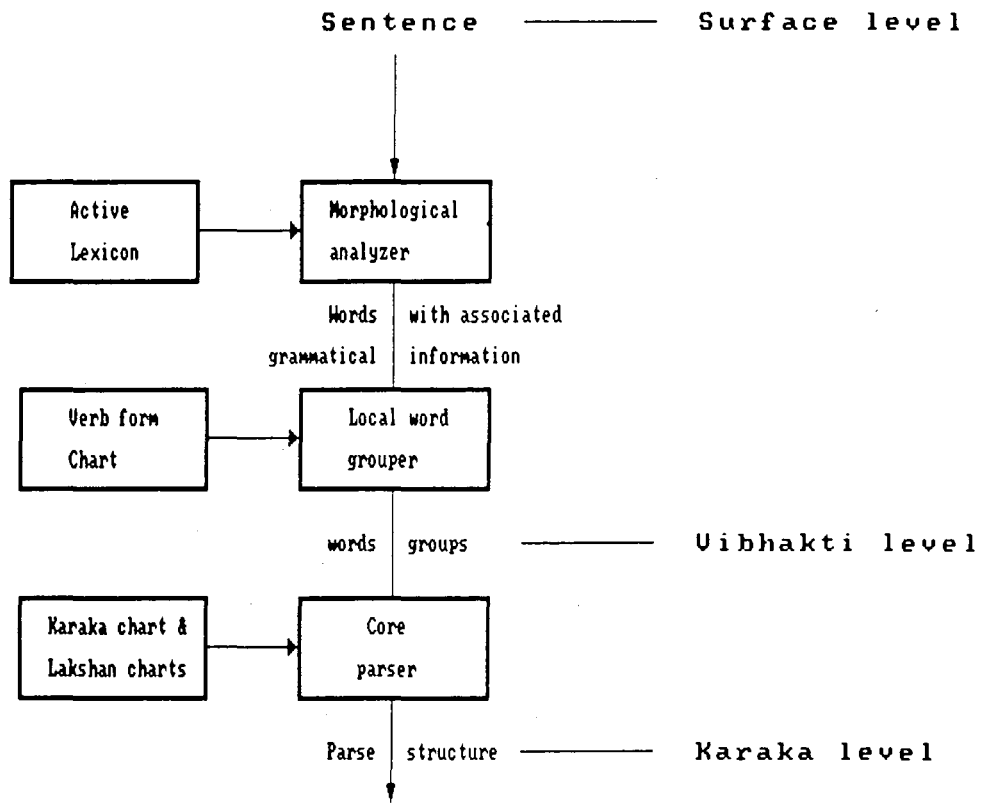 Sentence Surface level
Active
Lexicon
Morphological
analyzer
Words with associated
grammatical information
Verb form
Chart
Local word
grouper
words groups Vibhakti level
Karaka chart &
Lakshan charts
Core
parser
Parse structure Karaka level